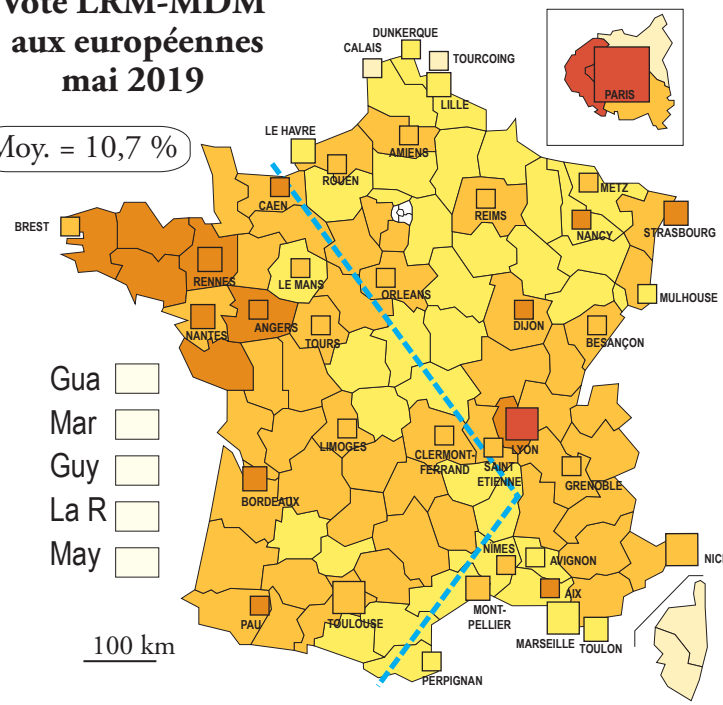 Vote LRM-MDM
aux européennes
mai 2019
Moy. = 10,7 %
DUNKERQUE
CALAIS
TOURCOING
LILLE
PARIS
LE HAVRE
AMIENS
ROUEN
CAEN
REIMS
METZ
NANCY
STRASBOURG
BREST
RENNES
LE MANS
ORLEANS
MULHOUSE
NANTES
ANGERS
TOURS
DIJON
BESANÇON
Gua
Mar
Guy
La R
May
LIMOGES
CLERMONT-
FERRAND
LYON
SAINT
ETIENNE
GRENOBLE
BORDEAUX
NIMES
AVIGNON
NIC
AIX
PAU
TOULOUSE
MONT-
PELLIER
MARSEILLE
TOULON
PERPIGNAN
100 km